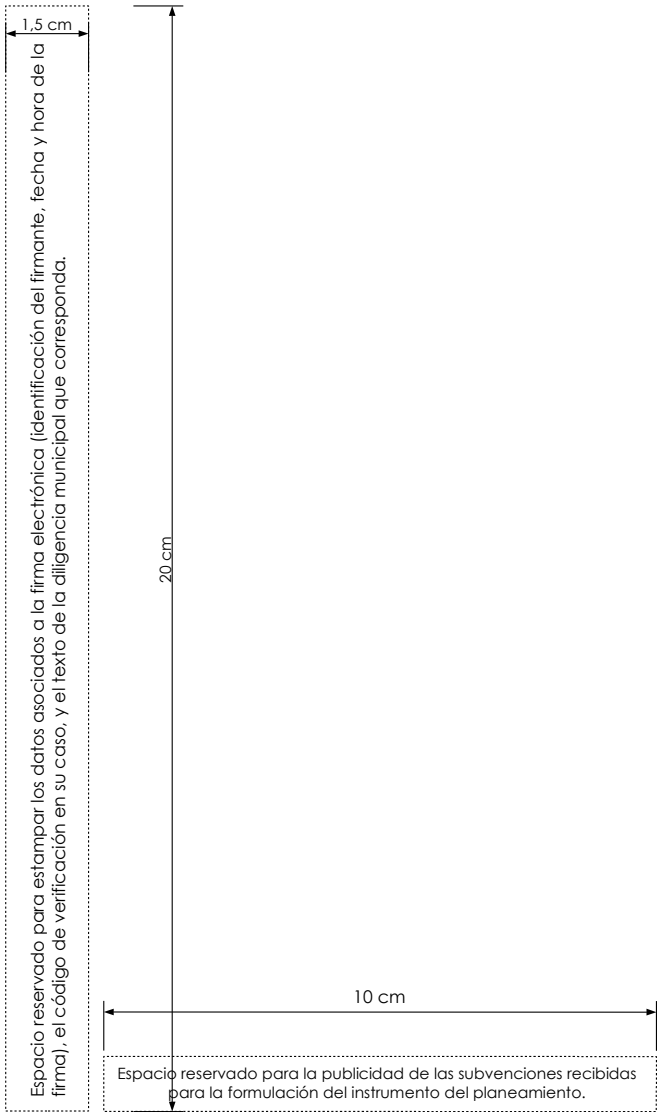 1,5 cm
Espacio reservado para estampar los datos asociados a la firma electrónica (identificación del firmante, fecha y hora de la
firma), el código de verificación en su caso, y el texto de la diligencia municipal que corresponda.
20 cm
10 cm
Espacio reservado para la publicidad de las subvenciones recibidas
para la formulación del instrumento del planeamiento.